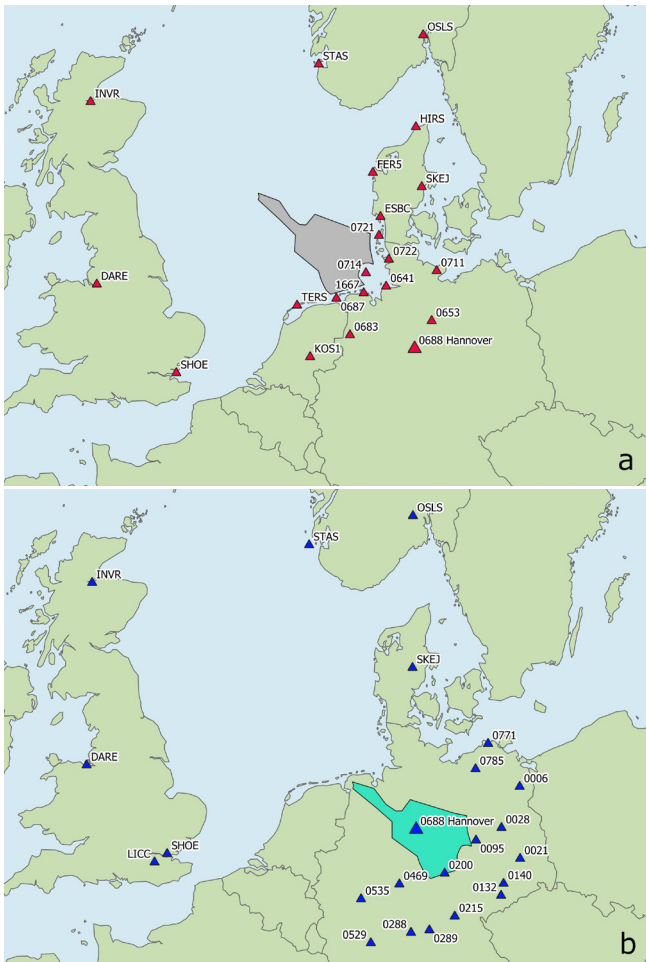 OSLS
STAS
INVR
HIRS
FER5
SKEJ
ESBC
0721
0722
0714
0711
DARE
1667
0641
TERS
0687
0653
0683
0688 Hannover
KOS1
SHOE
a
OSLS
STAS
INVR
SKEJ
0771
DARE
0785
0006
0688 Hannover
0028
SHOE
LICC
0095
0021
0200
0469
0140
0132
0535
0215
0288
0529
0289
b